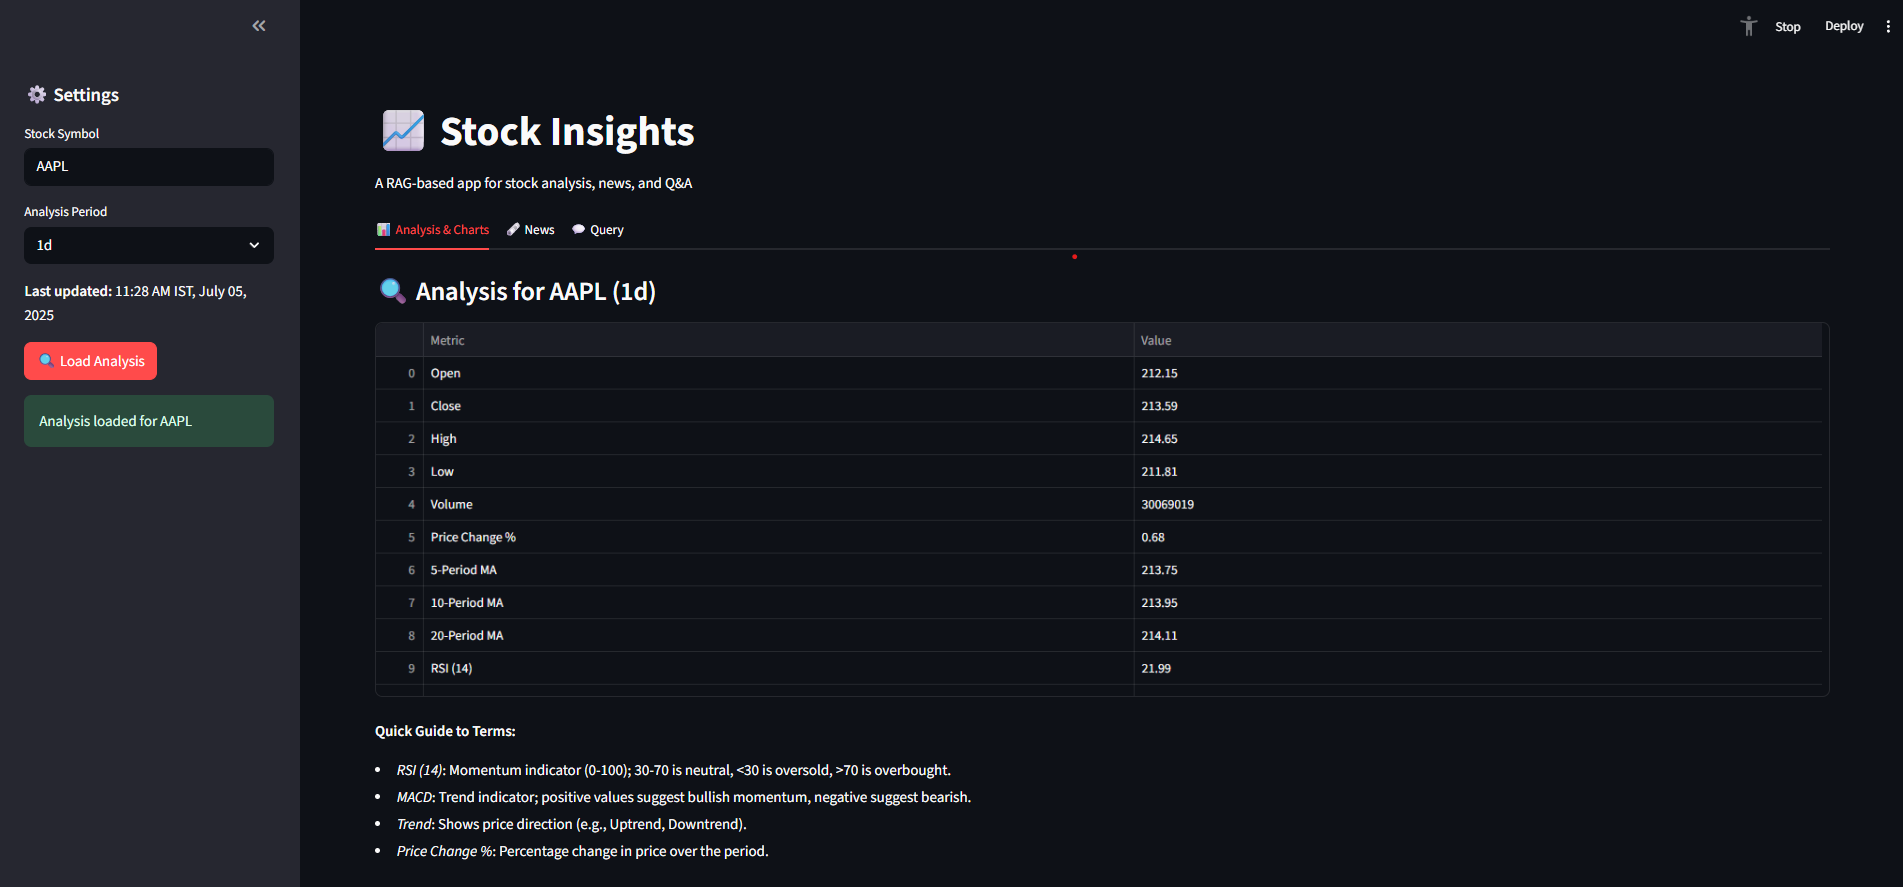 Stop Deploy
Settings
Stock Symbol
AAPL
Analysis Period
1d
Last updated: 11:28 AM IST, July 05,
2025
Load Analysis
Analysis loaded for AAPL
Stock Insights
A RAG-based app for stock analysis, news, and Q&A
Analysis & Charts News Query
Analysis for AAPL (1d)
Metric Value
0 Open 212.15
1 Close 213.59
2 High 214.65
3 Low 211.81
4 Volume 30069019
5 Price Change % 0.68
6 5-Period MA 213.75
7 10-Period MA 213.95
8 20-Period MA 214.11
9 RSI (14) 21.99
Quick Guide to Terms:
• RSI (14): Momentum indicator (0-100); 30-70 is neutral, <30 is oversold, >70 is overbought.
• MACD: Trend indicator; positive values suggest bullish momentum, negative suggest bearish.
• Trend: Shows price direction (e.g., Uptrend, Downtrend).
• Price Change %: Percentage change in price over the period.